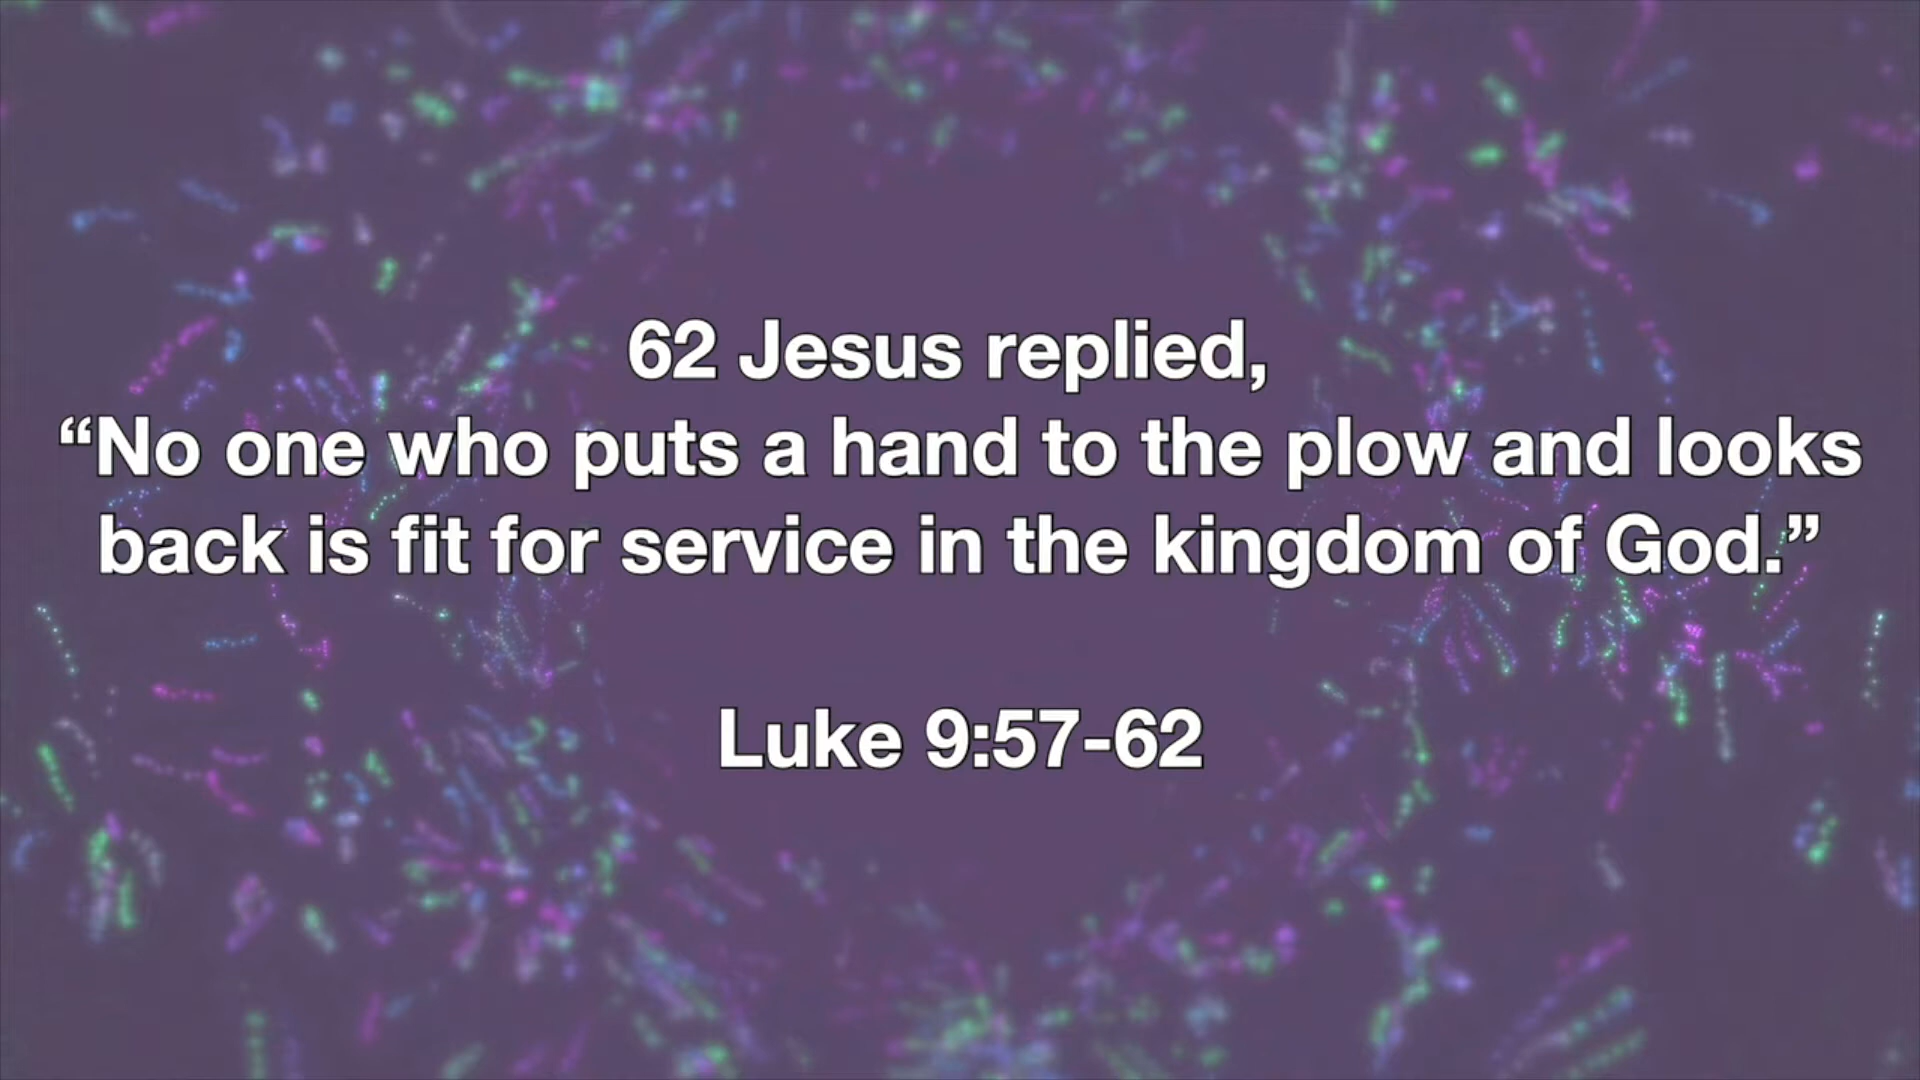 62 Jesus replied,
“No one who puts a hand to the plow and looks
back is fit for service in the kingdom of God.”
Luke 9:57-62